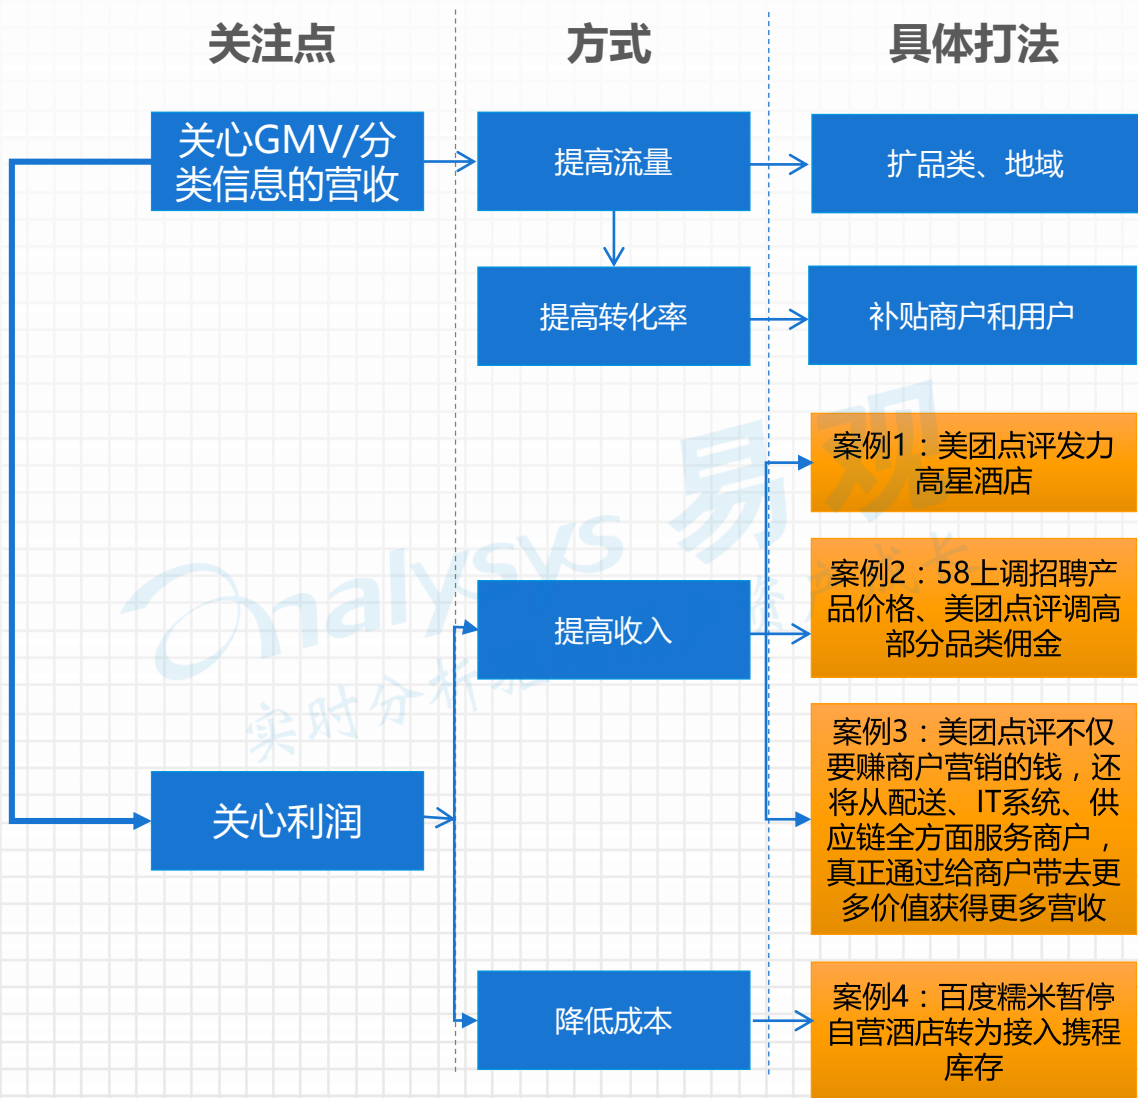 关注点
方式
具体打法
关心GMV/分
类信息的营收
提高流量
扩品类、地域
提高转化率
补贴商户和用户
案例1：美团点评发力
高星酒店
提高收入
案例2：58上调招聘产
品价格、美团点评调高
部分品类佣金
案例3：美团点评不仅
要赚商户营销的钱，还
将从配送、IT系统、供
应链全方面服务商户，
真正通过给商户带去更
多价值获得更多营收
关心利润
降低成本
案例4：百度糯米暂停
自营酒店转为接入携程
库存
analysys 易观
实时分析